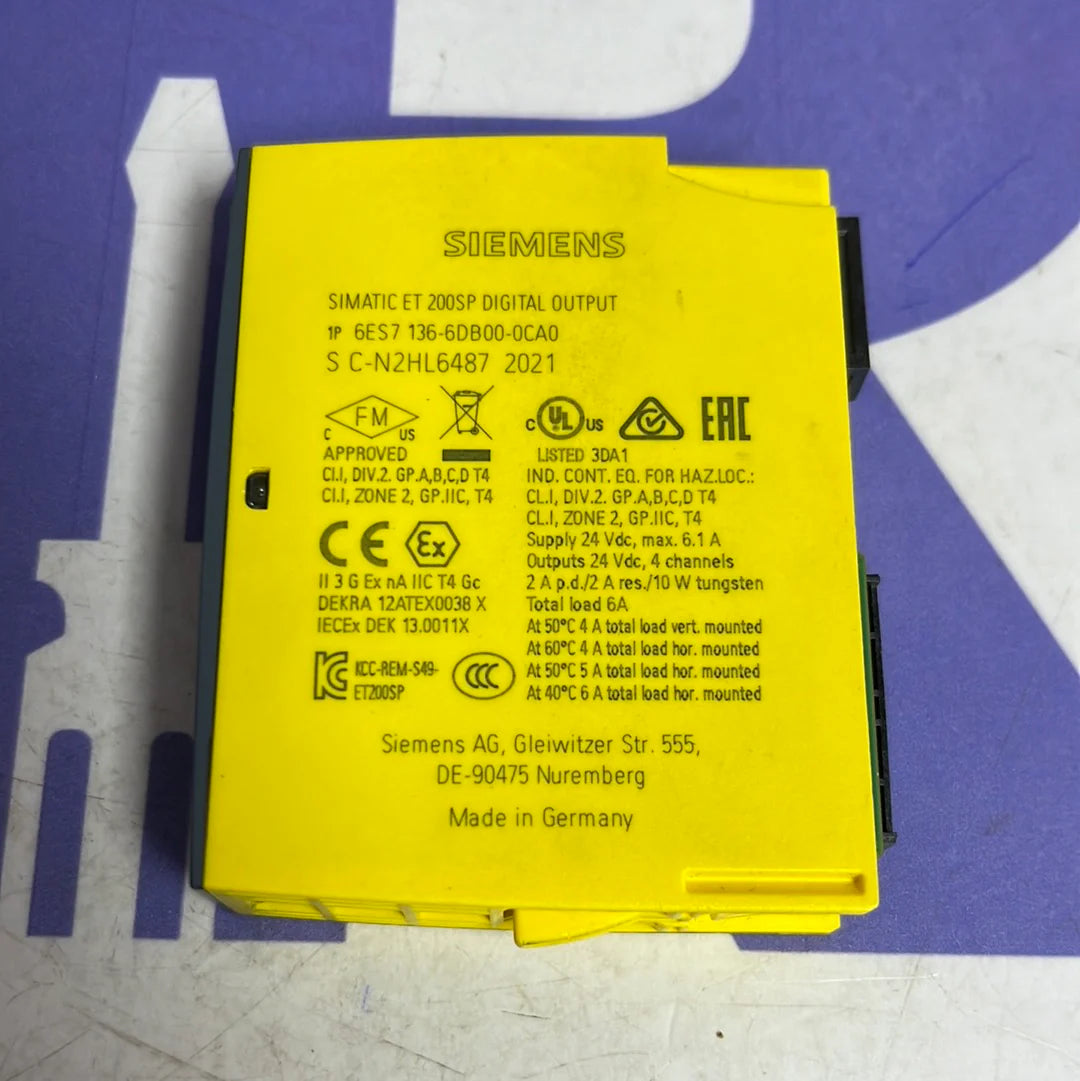 SIEMENS
SIMATIC ET 200SP DIGITAL OUTPUT
1P 6ES7 136-6DB00-0CA0
S C-N2HL6487 2021
FM
C US
APPROVED
CL.I, DIV.2. GP.A,B,C,D T4
CL.I, ZONE 2, GP.IIC, T4
CE Ex
II 3 G Ex nA IIC T4 Gc
DEKRA 12ATEX0038 X
IECEx DEK 13.0011X
KCC-REM-S49-
ET200SP
CCC
C UL US EAC
LISTED 3DA1
IND. CONT. EQ. FOR HAZ.LOC.:
CL.I, DIV.2. GP.A,B,C,D T4
CL.I, ZONE 2, GP.IIC, T4
Supply 24 Vdc, max. 6.1 A
Outputs 24 Vdc, 4 channels
2 A p.d./2 A res./10 W tungsten
Total load 6A
At 50°C 4 A total load vert. mounted
At 60°C 4 A total load hor. mounted
At 50°C 5 A total load hor. mounted
At 40°C 6 A total load hor. mounted
Siemens AG, Gleiwitzer Str. 555,
DE-90475 Nuremberg
Made in Germany